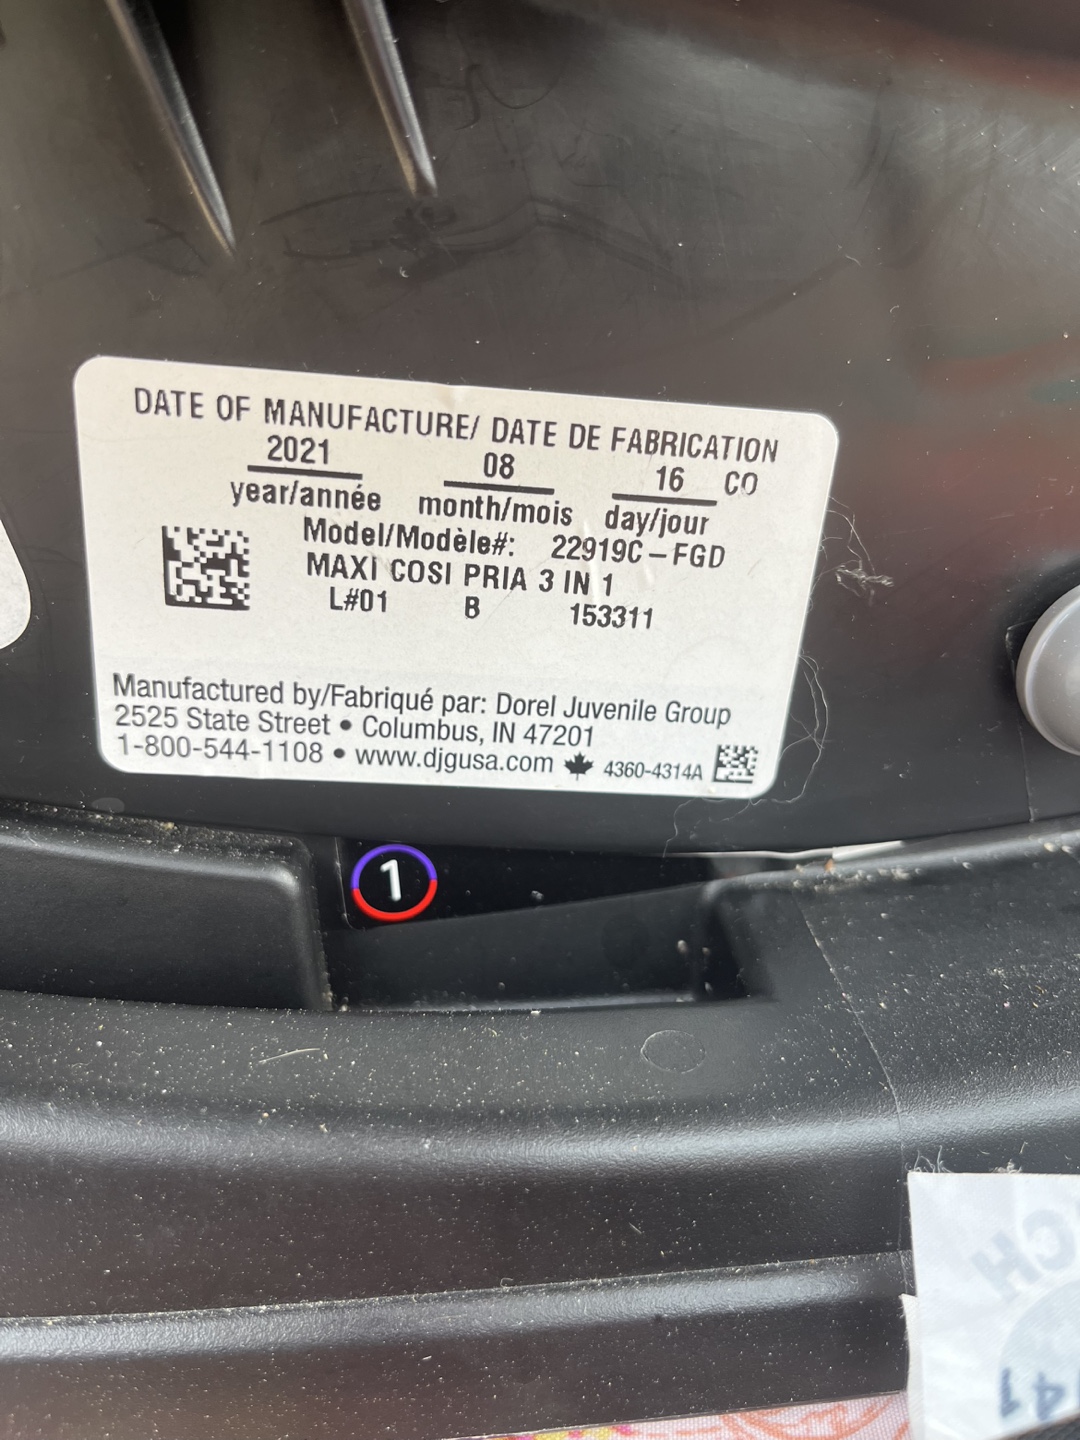 DATE OF MANUFACTURE/ DATE DE FABRICATION
2021 08 16 CO
year/année month/mois day/jour
Model/Modèle#: 22919C-FGD
MAXI COSI PRIA 3 IN 1
L#01 B 153311
Manufactured by/Fabriqué par: Dorel Juvenile Group
2525 State Street • Columbus, IN 47201
1-800-544-1108 • www.djgusa.com 4360-4314A
1